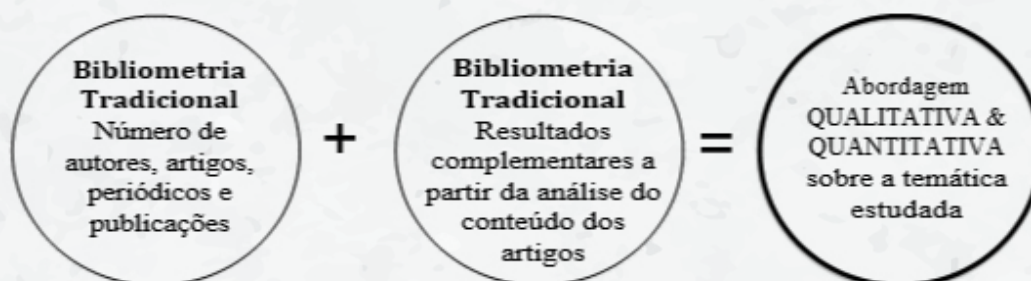 Bibliometria
Tradicional
Número de
autores, artigos,
periódicos e
publicações
+
Bibliometria
Tradicional
Resultados
complementares a
partir da análise do
conteúdo dos
artigos
=
Abordagem
QUALITATIVA &
QUANTITATIVA
sobre a temática
estudada